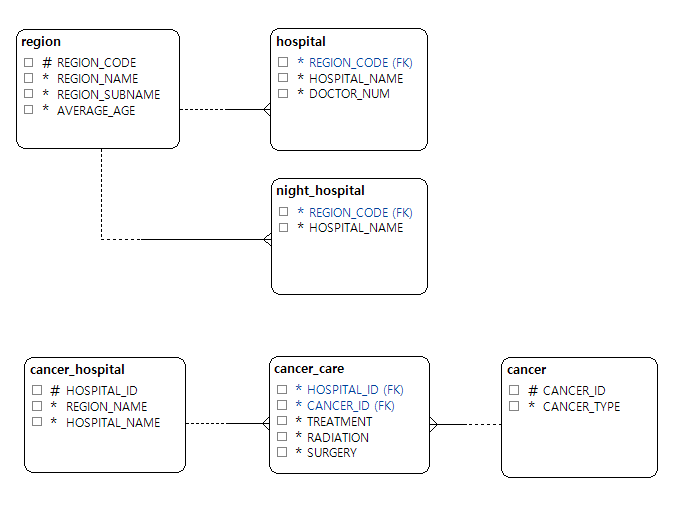 region
# REGION_CODE
* REGION_NAME
* REGION_SUBNAME
* AVERAGE_AGE
hospital
* REGION_CODE (FK)
* HOSPITAL_NAME
* DOCTOR_NUM
night_hospital
* REGION_CODE (FK)
* HOSPITAL_NAME
cancer_hospital
# HOSPITAL_ID
* REGION_NAME
* HOSPITAL_NAME
cancer_care
* HOSPITAL_ID (FK)
* CANCER_ID (FK)
* TREATMENT
* RADIATION
* SURGERY
cancer
# CANCER_ID
* CANCER_TYPE